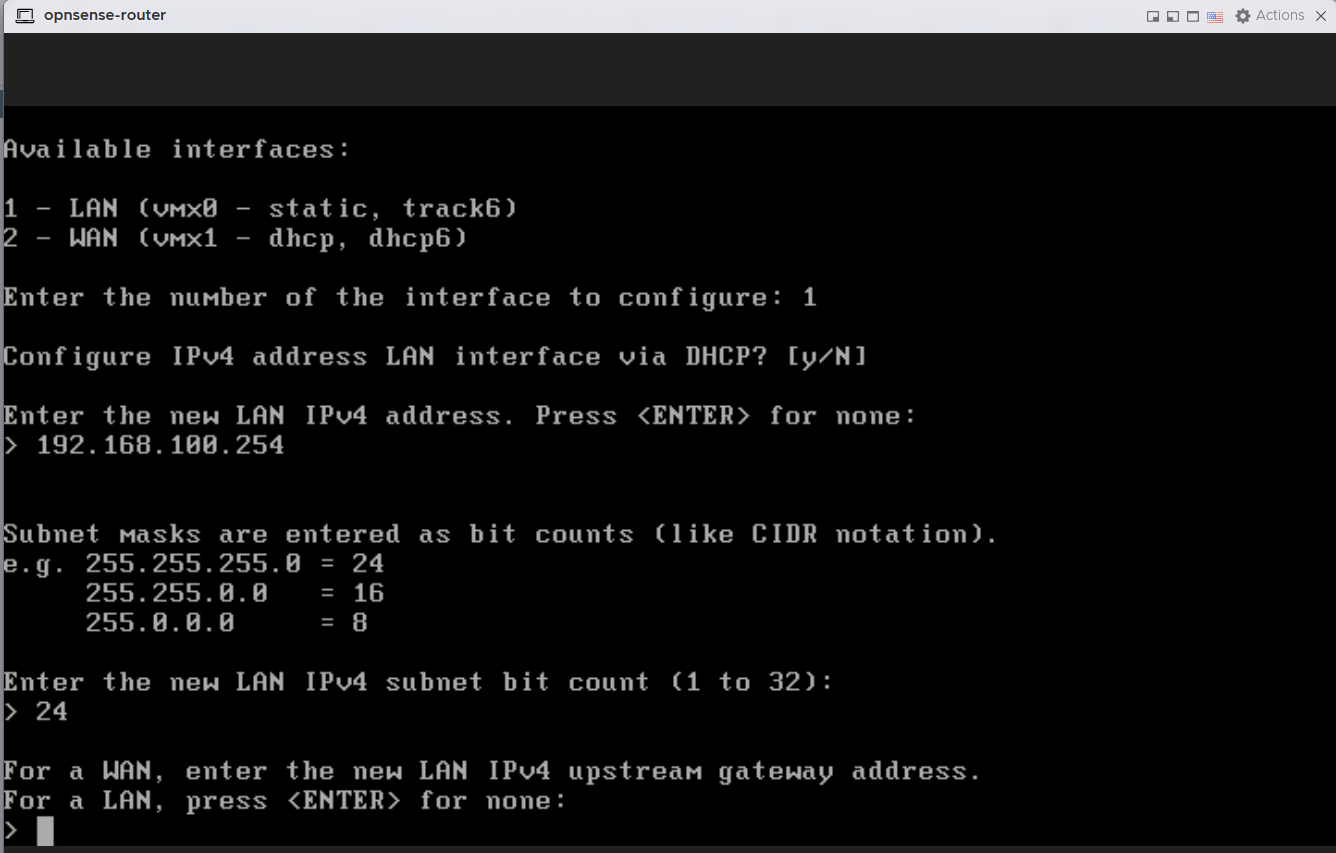 opnsense-router
Actions
Available interfaces:
1 - LAN (vmx0 - static, track6)
2 - WAN (vmx1 - dhcp, dhcp6)
Enter the number of the interface to configure: 1
Configure IPv4 address LAN interface via DHCP? [y/N]
Enter the new LAN IPv4 address. Press <ENTER> for none:
> 192.168.100.254
Subnet masks are entered as bit counts (like CIDR notation).
e.g. 255.255.255.0 = 24
255.255.0.0 = 16
255.0.0.0 = 8
Enter the new LAN IPv4 subnet bit count (1 to 32):
> 24
For a WAN, enter the new LAN IPv4 upstream gateway address.
For a LAN, press <ENTER> for none:
>